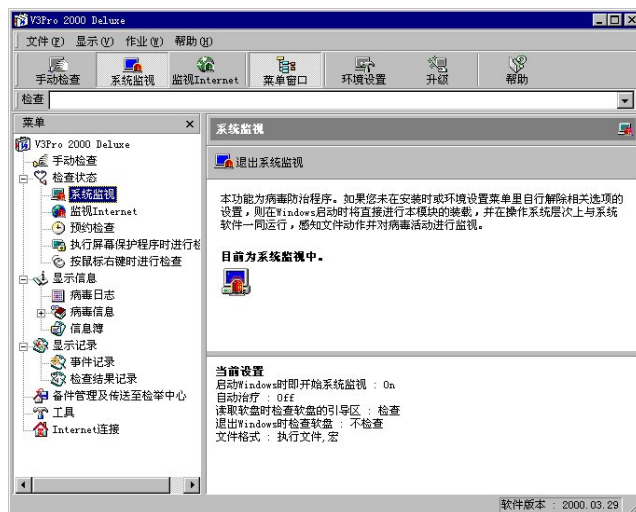 V3Pro 2000 Deluxe
文件(F) 显示(V) 作业(W) 帮助(H)
手动检查 系统监视 监视Internet 菜单窗口 环境设置 升级 帮助
检查
菜单
V3Pro 2000 Deluxe
手动检查
检查状态
系统监视
监视Internet
预约检查
执行屏幕保护程序时进行检
按鼠标右键时进行检查
显示信息
病毒日志
病毒信息
信息簿
显示记录
事件记录
检查结果记录
备件管理及传送至检举中心
工具
Internet连接
系统监视
退出系统监视
本功能为病毒防治程序。如果您未在安装时或环境设置菜单里自行解除相关选项的
设置，则在Windows启动时将直接进行本模块的装载，并在操作系统层次上与系统
软件一同运行，感知文件动作并对病毒活动进行监视。
目前为系统监视中。
当前设置
启动Windows时即开始系统监视 : On
自动治疗 : Off
读取软盘时检查软盘的引导区 : 检查
退出Windows时检查软盘 : 不检查
文件格式 : 执行文件,宏
软件版本 : 2000.03.29